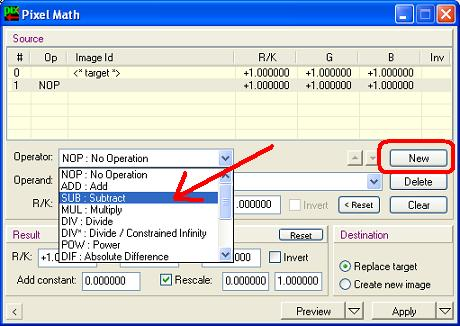 pix Pixel Math
Source
# Op Image Id R/K G B Inv
0 <* target *> +1.000000 +1.000000 +1.000000
1 NOP +1.000000 +1.000000 +1.000000
Operator: NOP : No Operation New
NOP : No Operation
ADD : Add
SUB : Subtract
MUL : Multiply
DIV : Divide
DIV* : Divide / Constrained Infinity
POW : Power
DIF : Absolute Difference
Operand: Delete
R/K: .000000 Invert < Reset Clear
Result Reset
R/K: +1.0 Invert
Add constant: 0.000000 Rescale: 0.000000 1.000000
Destination
Replace target
Create new image
< Preview Apply